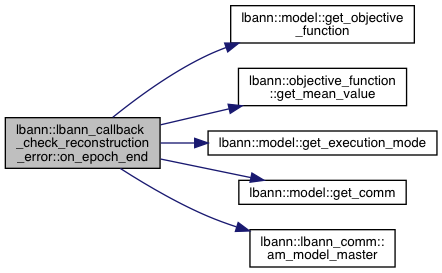 lbann::lbann_callback
_check_reconstruction
_error::on_epoch_end
lbann::model::get_objective
_function
lbann::objective_function
::get_mean_value
lbann::model::get_execution_mode
lbann::model::get_comm
lbann::lbann_comm::
am_model_master